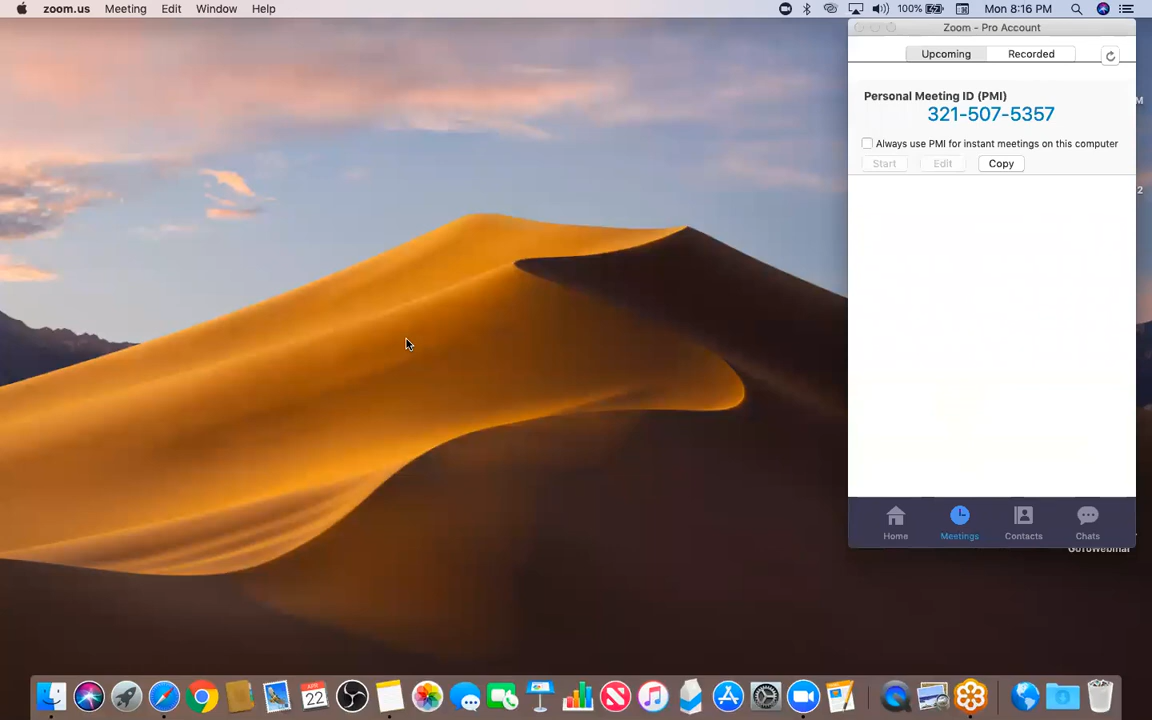 zoom.us Meeting Edit Window Help 100% Mon 8:16 PM
Zoom - Pro Account
Upcoming Recorded
Personal Meeting ID (PMI)
321-507-5357
Always use PMI for instant meetings on this computer
Start Edit Copy
M
2
Home Meetings Contacts Chats
GoToWebinar
APR
22